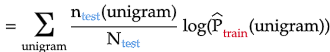 = ∑ unigram n_test(unigram) / N_test log(P̂_train(unigram))